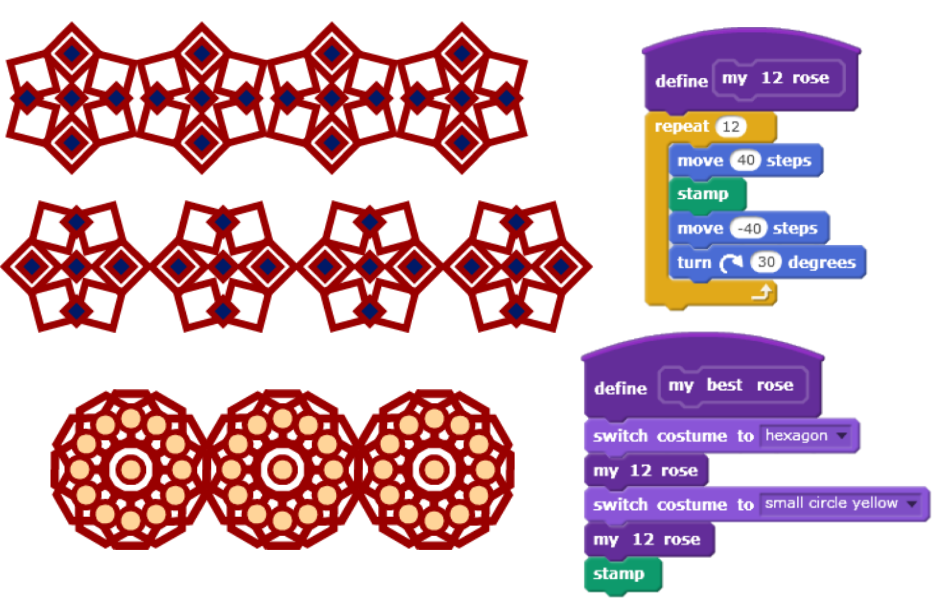 define my 12 rose
repeat 12
move 40 steps
stamp
move -40 steps
turn 30 degrees
define my best rose
switch costume to hexagon
my 12 rose
switch costume to small circle yellow
my 12 rose
stamp